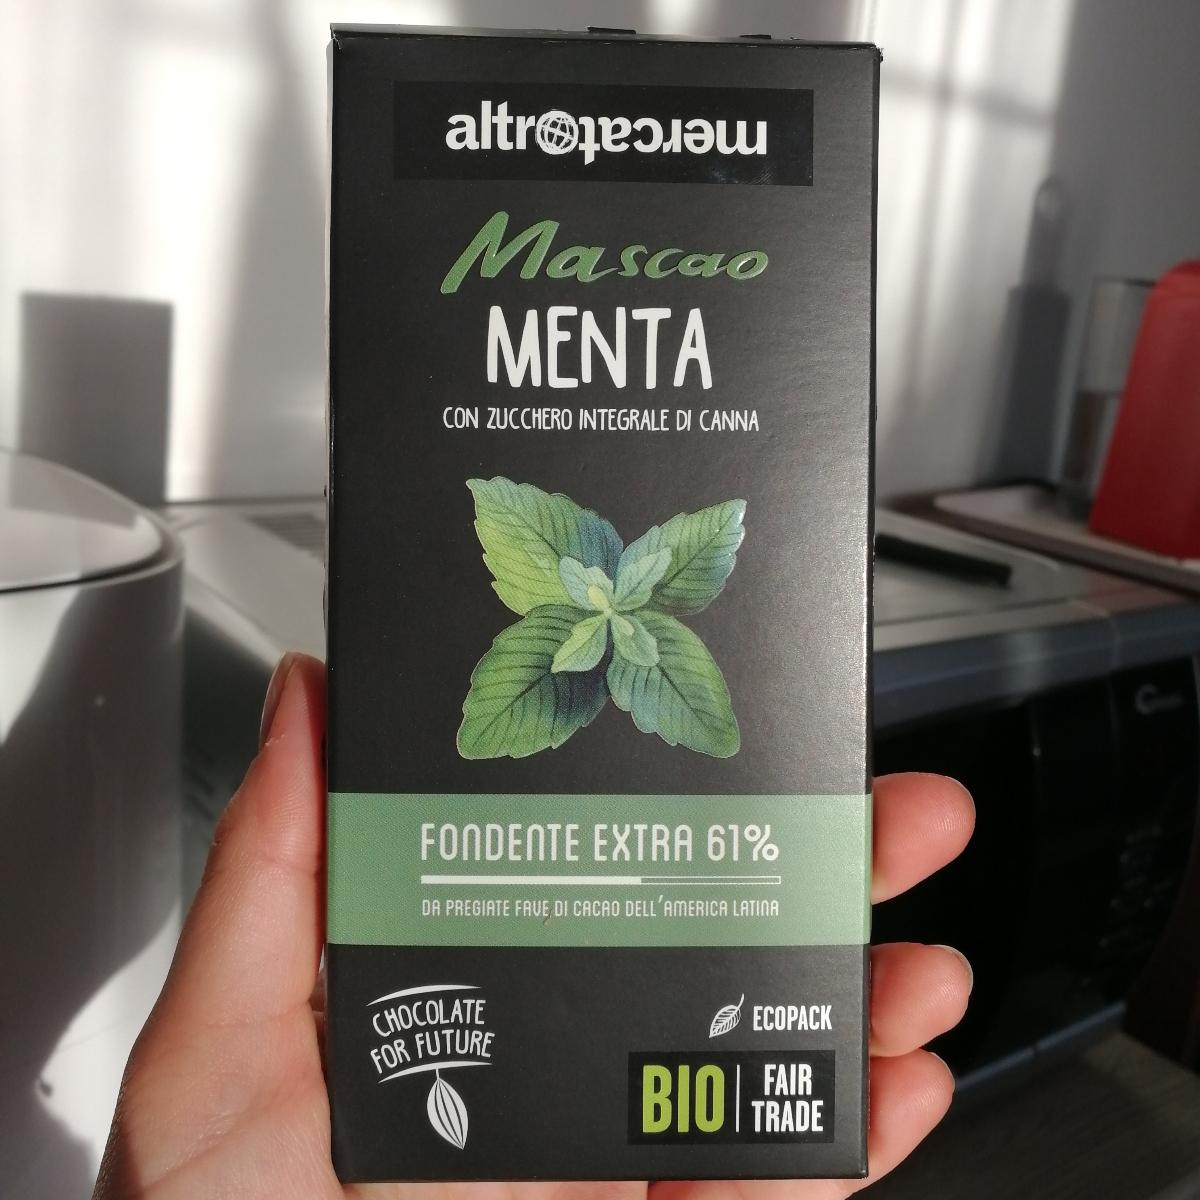 altromercato
Mascao
MENTA
CON ZUCCHERO INTEGRALE DI CANNA
FONDENTE EXTRA 61%
DA PREGIATE FAVE DI CACAO DELL'AMERICA LATINA
CHOCOLATE
FOR FUTURE
ECOPACK
BIO
FAIR
TRADE